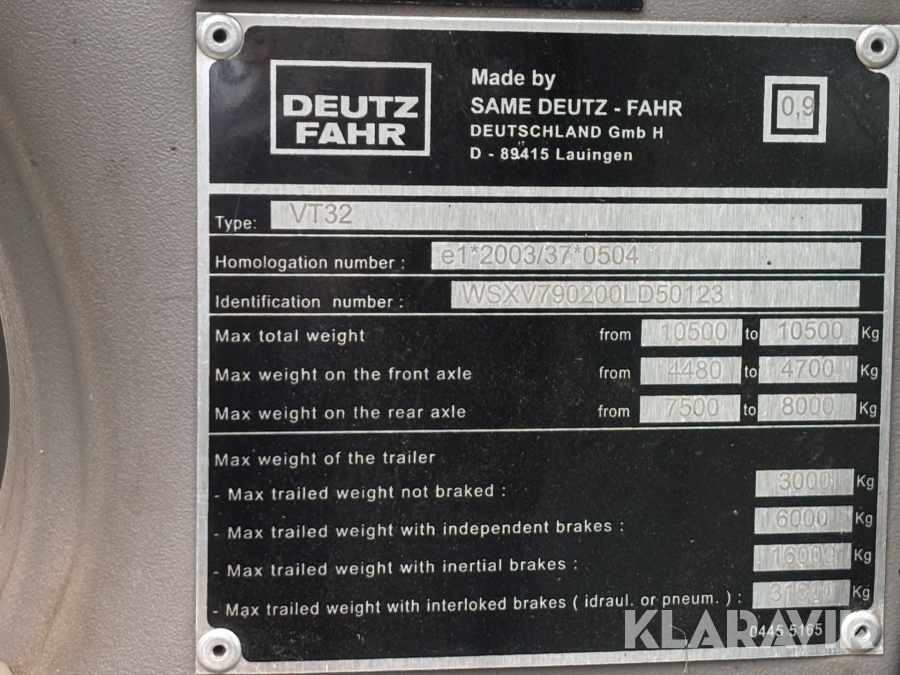 DEUTZ
FAHR
Made by
SAME DEUTZ - FAHR
DEUTSCHLAND Gmb H
D - 89415 Lauingen
0,9
Type: VT32
Homologation number : e1*2003/37*0504
Identification number : WSXV790200LD50123
Max total weight from 10500 to 10500 Kg
Max weight on the front axle from 4480 to 4700 Kg
Max weight on the rear axle from 7500 to 8000 Kg
Max weight of the trailer
- Max trailed weight not braked : 3000 Kg
- Max trailed weight with independent brakes : 6000 Kg
- Max trailed weight with inertial brakes : 16000 Kg
- Max trailed weight with interloked brakes ( idraul. or pneum. ) : Kg
0445 5165
KLARAVIK